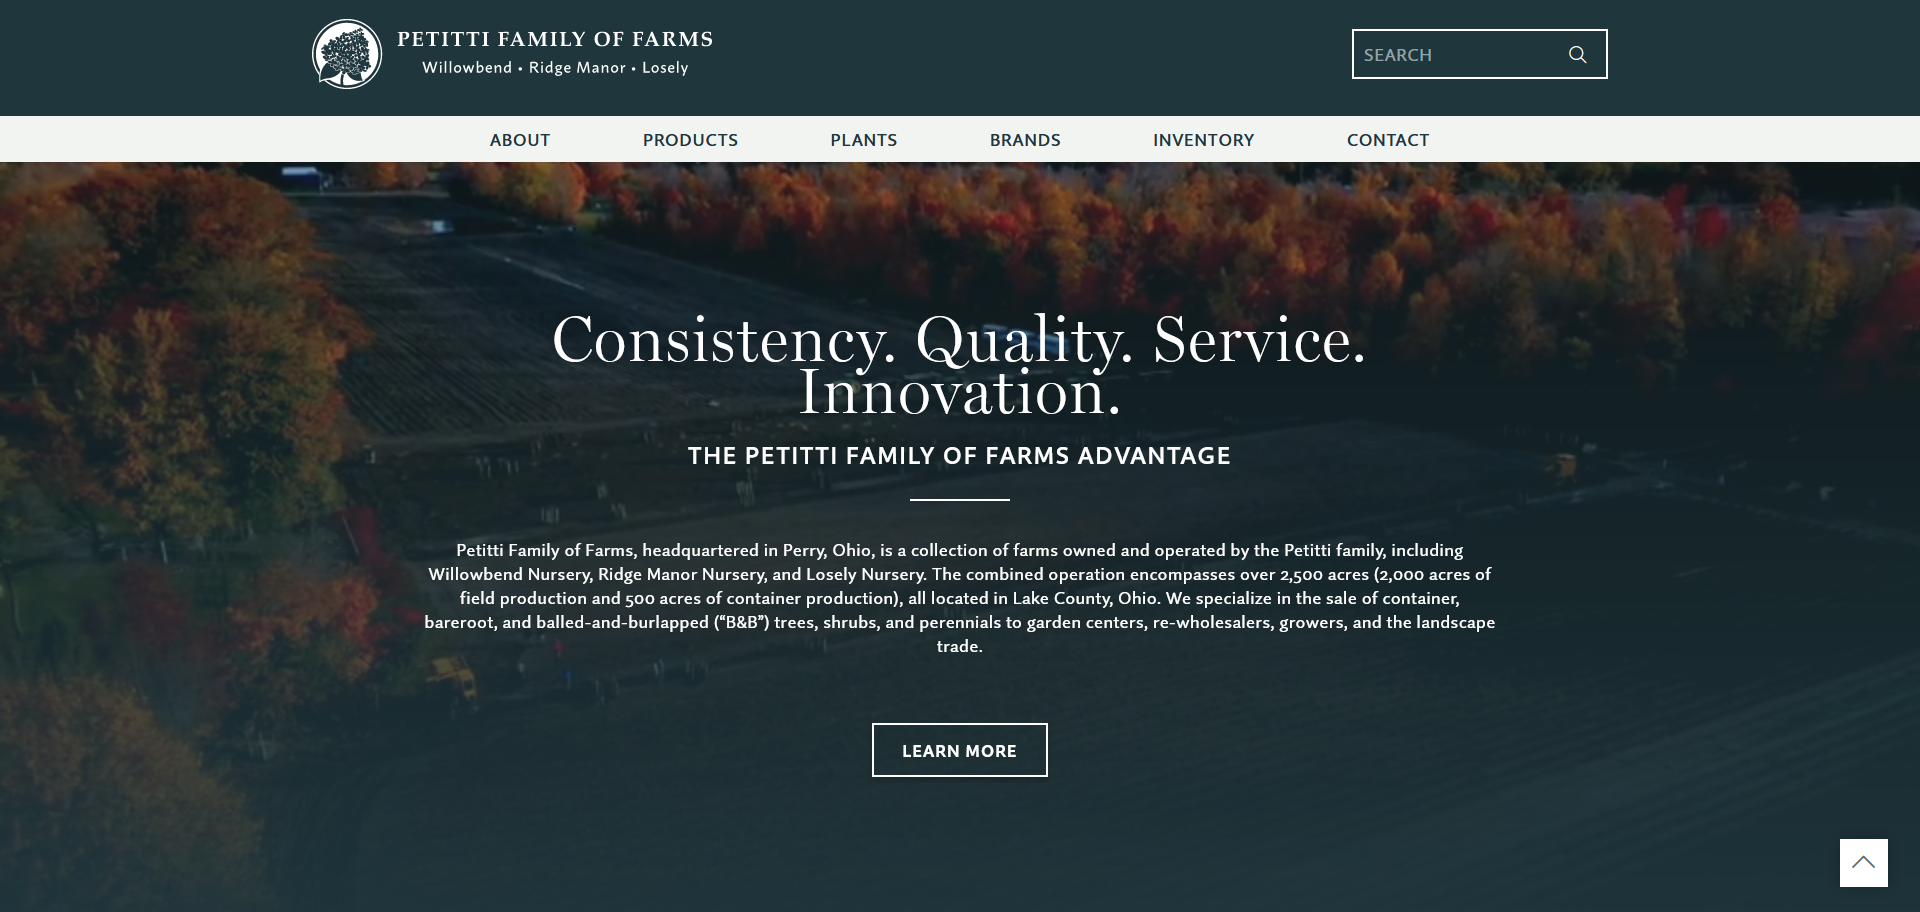 PETITTI FAMILY OF FARMS
Willowbend • Ridge Manor • Losely
SEARCH
ABOUT PRODUCTS PLANTS BRANDS INVENTORY CONTACT
Consistency. Quality. Service.
Innovation.
THE PETITTI FAMILY OF FARMS ADVANTAGE
Petitti Family of Farms, headquartered in Perry, Ohio, is a collection of farms owned and operated by the Petitti family, including
Willowbend Nursery, Ridge Manor Nursery, and Losely Nursery. The combined operation encompasses over 2,500 acres (2,000 acres of
field production and 500 acres of container production), all located in Lake County, Ohio. We specialize in the sale of container,
bareroot, and balled-and-burlapped (“B&B”) trees, shrubs, and perennials to garden centers, re-wholesalers, growers, and the landscape
trade.
LEARN MORE